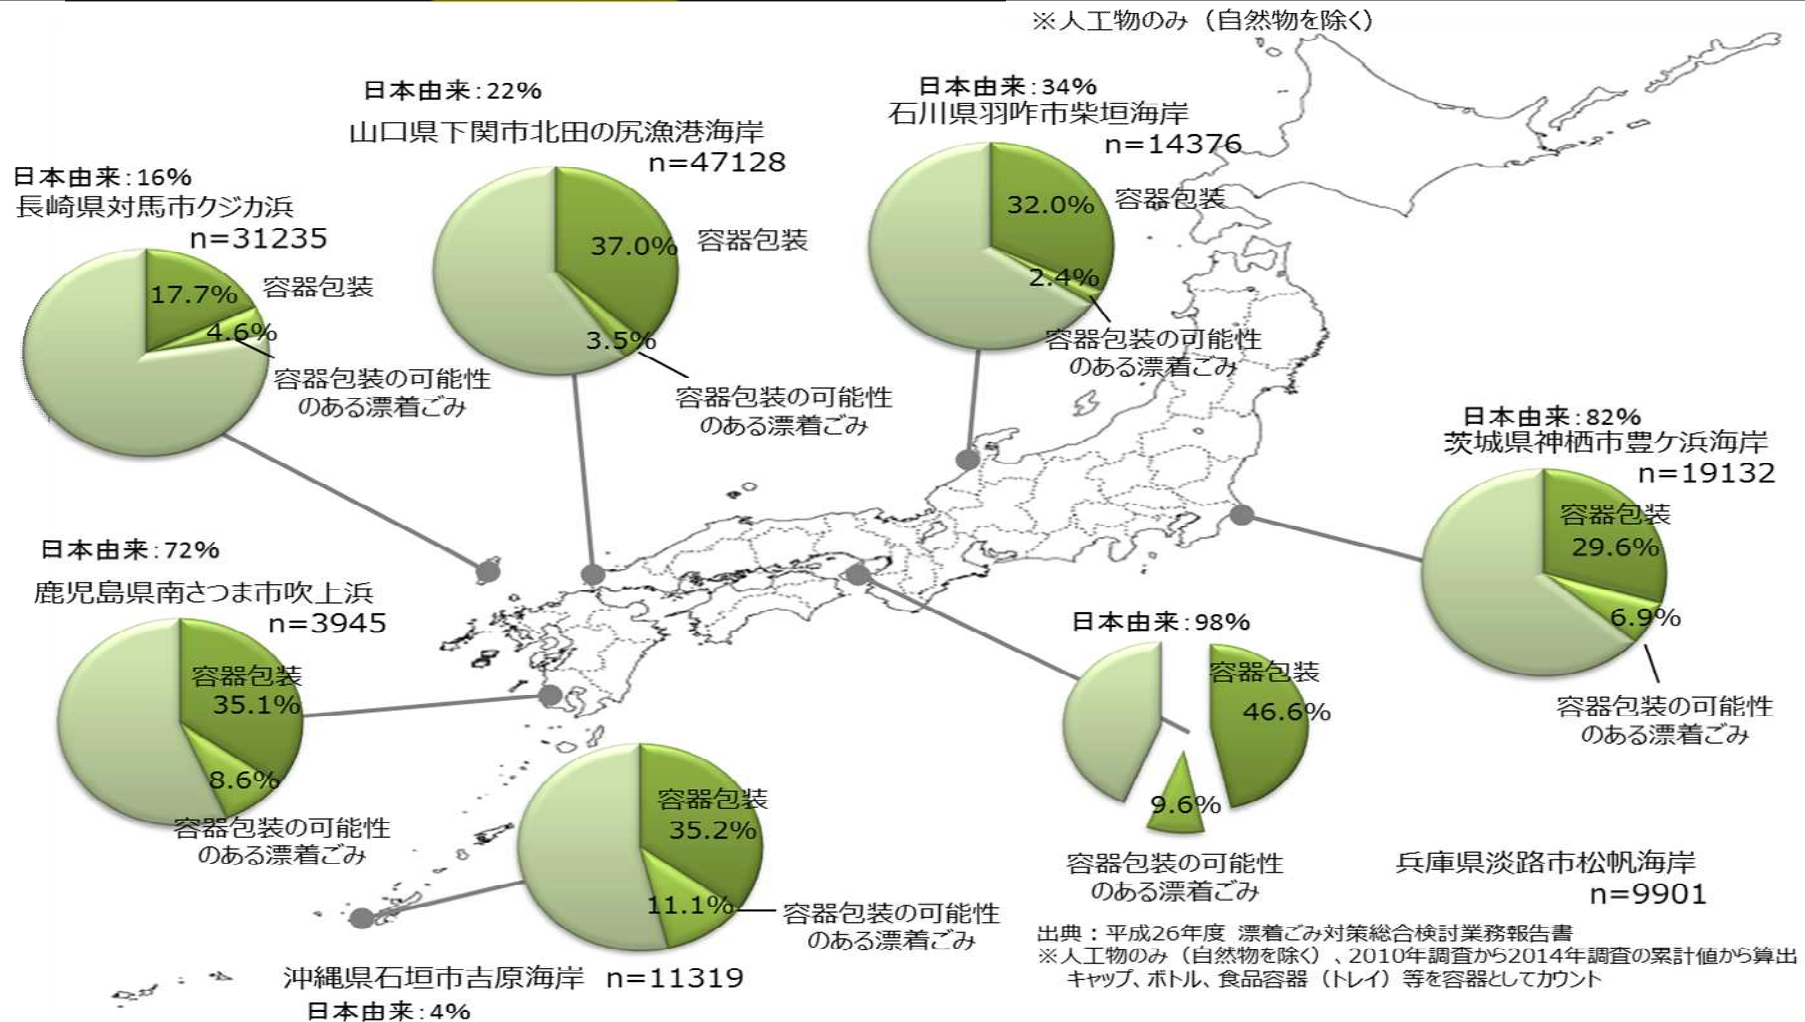 ※人工物のみ（自然物を除く）
日本由来：22%
山口県下関市北田の尻漁港海岸
n=47128
37.0%
容器包装
3.5%
容器包装の可能性
のある漂着ごみ
日本由来：34%
石川県羽咋市柴垣海岸
n=14376
32.0%
容器包装
2.4%
容器包装の可能性
のある漂着ごみ
日本由来：16%
長崎県対馬市クジカ浜
n=31235
17.7%
容器包装
4.6%
容器包装の可能性
のある漂着ごみ
日本由来：82%
茨城県神栖市豊ケ浜海岸
n=19132
容器包装
29.6%
6.9%
容器包装の可能性
のある漂着ごみ
日本由来：72%
鹿児島県南さつま市吹上浜
n=3945
容器包装
35.1%
8.6%
容器包装の可能性
のある漂着ごみ
日本由来：98%
容器包装
46.6%
9.6%
容器包装の可能性
のある漂着ごみ
兵庫県淡路市松帆海岸
n=9901
容器包装
35.2%
11.1%
容器包装の可能性
のある漂着ごみ
沖縄県石垣市吉原海岸 n=11319
日本由来：4%
出典：平成26年度 漂着ごみ対策総合検討業務報告書
※人工物のみ（自然物を除く）、2010年調査から2014年調査の累計値から算出
キャップ、ボトル、食品容器（トレイ）等を容器としてカウント